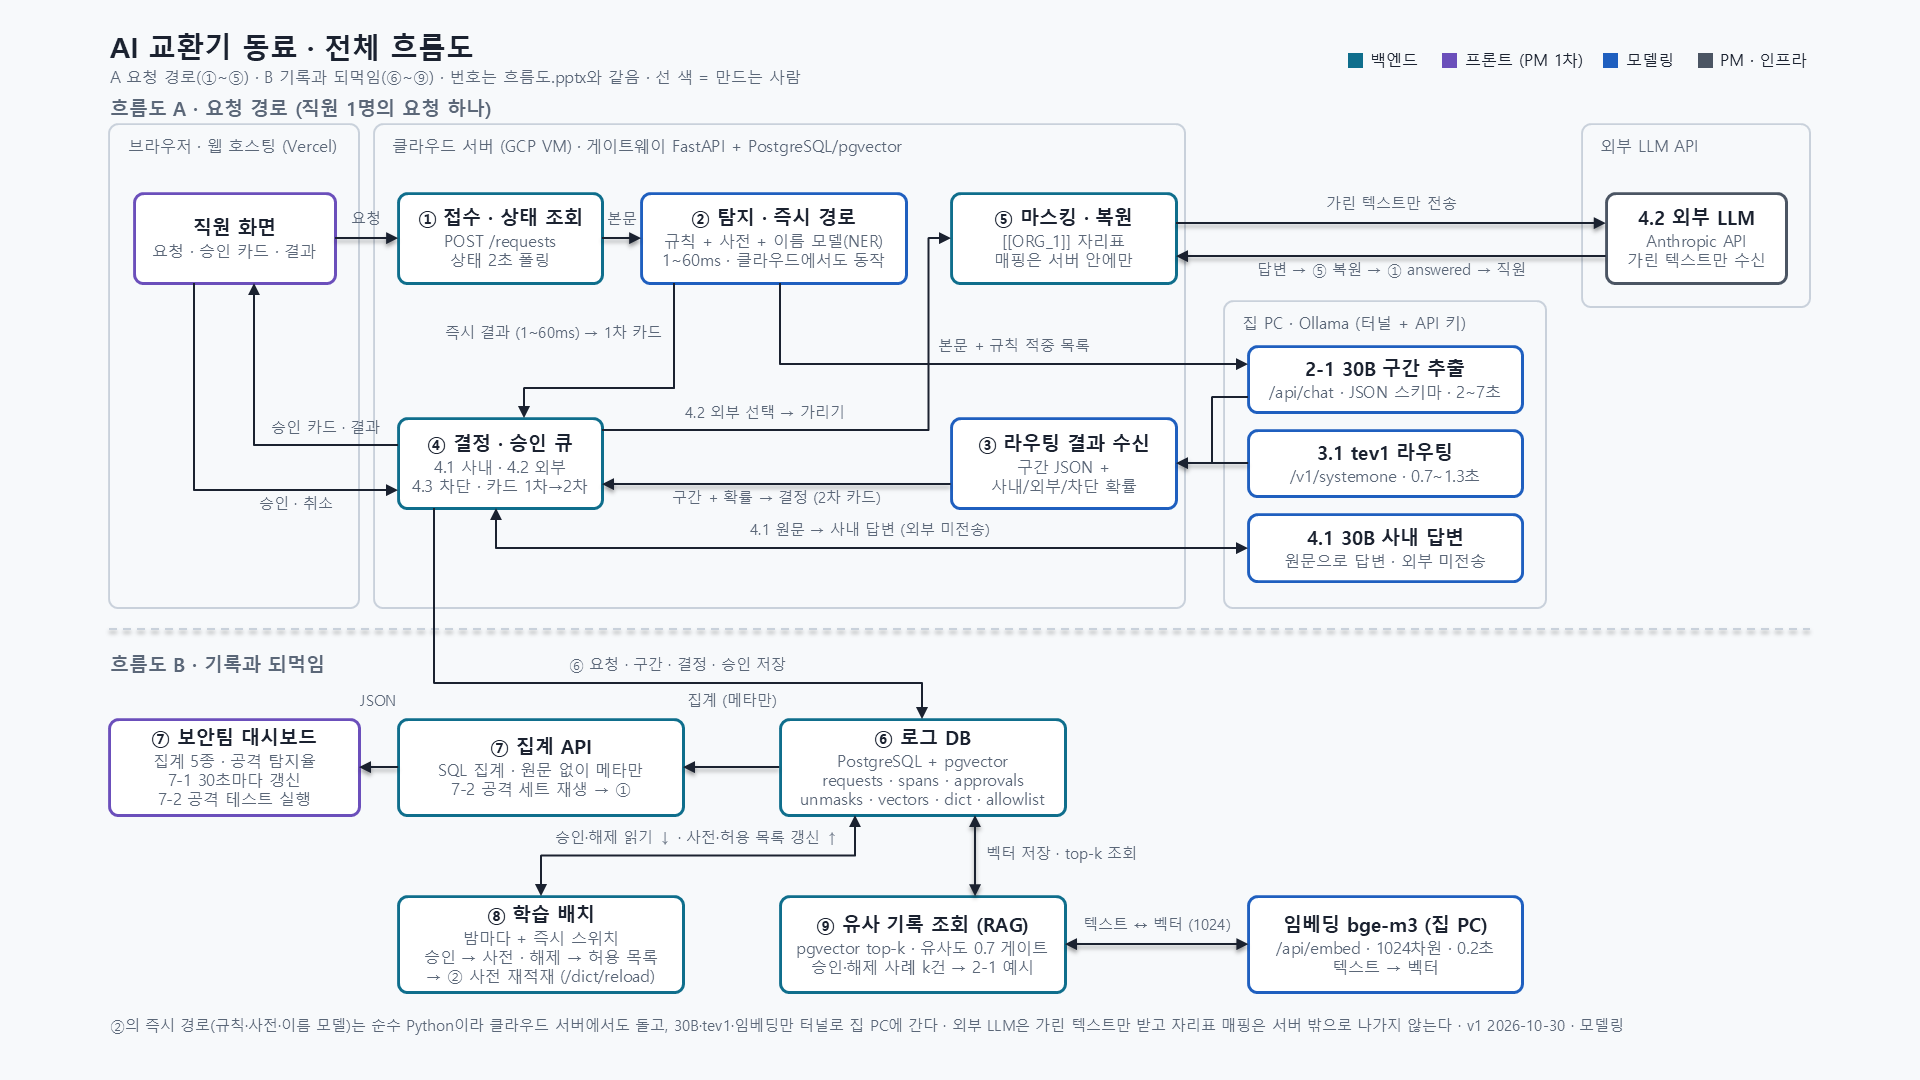 AI 교환기 동료 · 전체 흐름도
A 요청 경로(①~⑤) · B 기록과 되먹임(⑥~⑨) · 번호는 흐름도.pptx와 같음 · 선 색 = 만드는 사람
백엔드
프론트 (PM 1차)
모델링
PM · 인프라
흐름도 A · 요청 경로 (직원 1명의 요청 하나)
브라우저 · 웹 호스팅 (Vercel)
클라우드 서버 (GCP VM) · 게이트웨이 FastAPI + PostgreSQL/pgvector
외부 LLM API
직원 화면
요청 · 승인 카드 · 결과
요청
① 접수 · 상태 조회
POST /requests
상태 2초 폴링
본문
② 탐지 · 즉시 경로
규칙 + 사전 + 이름 모델(NER)
1~60ms · 클라우드에서도 동작
⑤ 마스킹 · 복원
[[ORG_1]] 자리표
매핑은 서버 안에만
가린 텍스트만 전송
답변 → ⑤ 복원 → ① answered → 직원
4.2 외부 LLM
Anthropic API
가린 텍스트만 수신
즉시 결과 (1~60ms) → 1차 카드
본문 + 규칙 적중 목록
집 PC · Ollama (터널 + API 키)
2-1 30B 구간 추출
/api/chat · JSON 스키마 · 2~7초
승인 카드 · 결과
승인 · 취소
④ 결정 · 승인 큐
4.1 사내 · 4.2 외부
4.3 차단 · 카드 1차→2차
4.2 외부 선택 → 가리기
구간 + 확률 → 결정 (2차 카드)
③ 라우팅 결과 수신
구간 JSON +
사내/외부/차단 확률
3.1 tev1 라우팅
/v1/systemone · 0.7~1.3초
4.1 원문 → 사내 답변 (외부 미전송)
4.1 30B 사내 답변
원문으로 답변 · 외부 미전송
흐름도 B · 기록과 되먹임
⑥ 요청 · 구간 · 결정 · 승인 저장
JSON
집계 (메타만)
⑦ 보안팀 대시보드
집계 5종 · 공격 탐지율
7-1 30초마다 갱신
7-2 공격 테스트 실행
⑦ 집계 API
SQL 집계 · 원문 없이 메타만
7-2 공격 세트 재생 → ①
⑥ 로그 DB
PostgreSQL + pgvector
requests · spans · approvals
unmasks · vectors · dict · allowlist
승인·해제 읽기 ↓ · 사전·허용 목록 갱신 ↑
벡터 저장 · top-k 조회
⑧ 학습 배치
밤마다 + 즉시 스위치
승인 → 사전 · 해제 → 허용 목록
→ ② 사전 재적재 (/dict/reload)
⑨ 유사 기록 조회 (RAG)
pgvector top-k · 유사도 0.7 게이트
승인·해제 사례 k건 → 2-1 예시
텍스트 ↔ 벡터 (1024)
임베딩 bge-m3 (집 PC)
/api/embed · 1024차원 · 0.2초
텍스트 → 벡터
②의 즉시 경로(규칙·사전·이름 모델)는 순수 Python이라 클라우드 서버에서도 돌고, 30B·tev1·임베딩만 터널로 집 PC에 간다 · 외부 LLM은 가린 텍스트만 받고 자리표 매핑은 서버 밖으로 나가지 않는다 · v1 2026-10-30 · 모델링